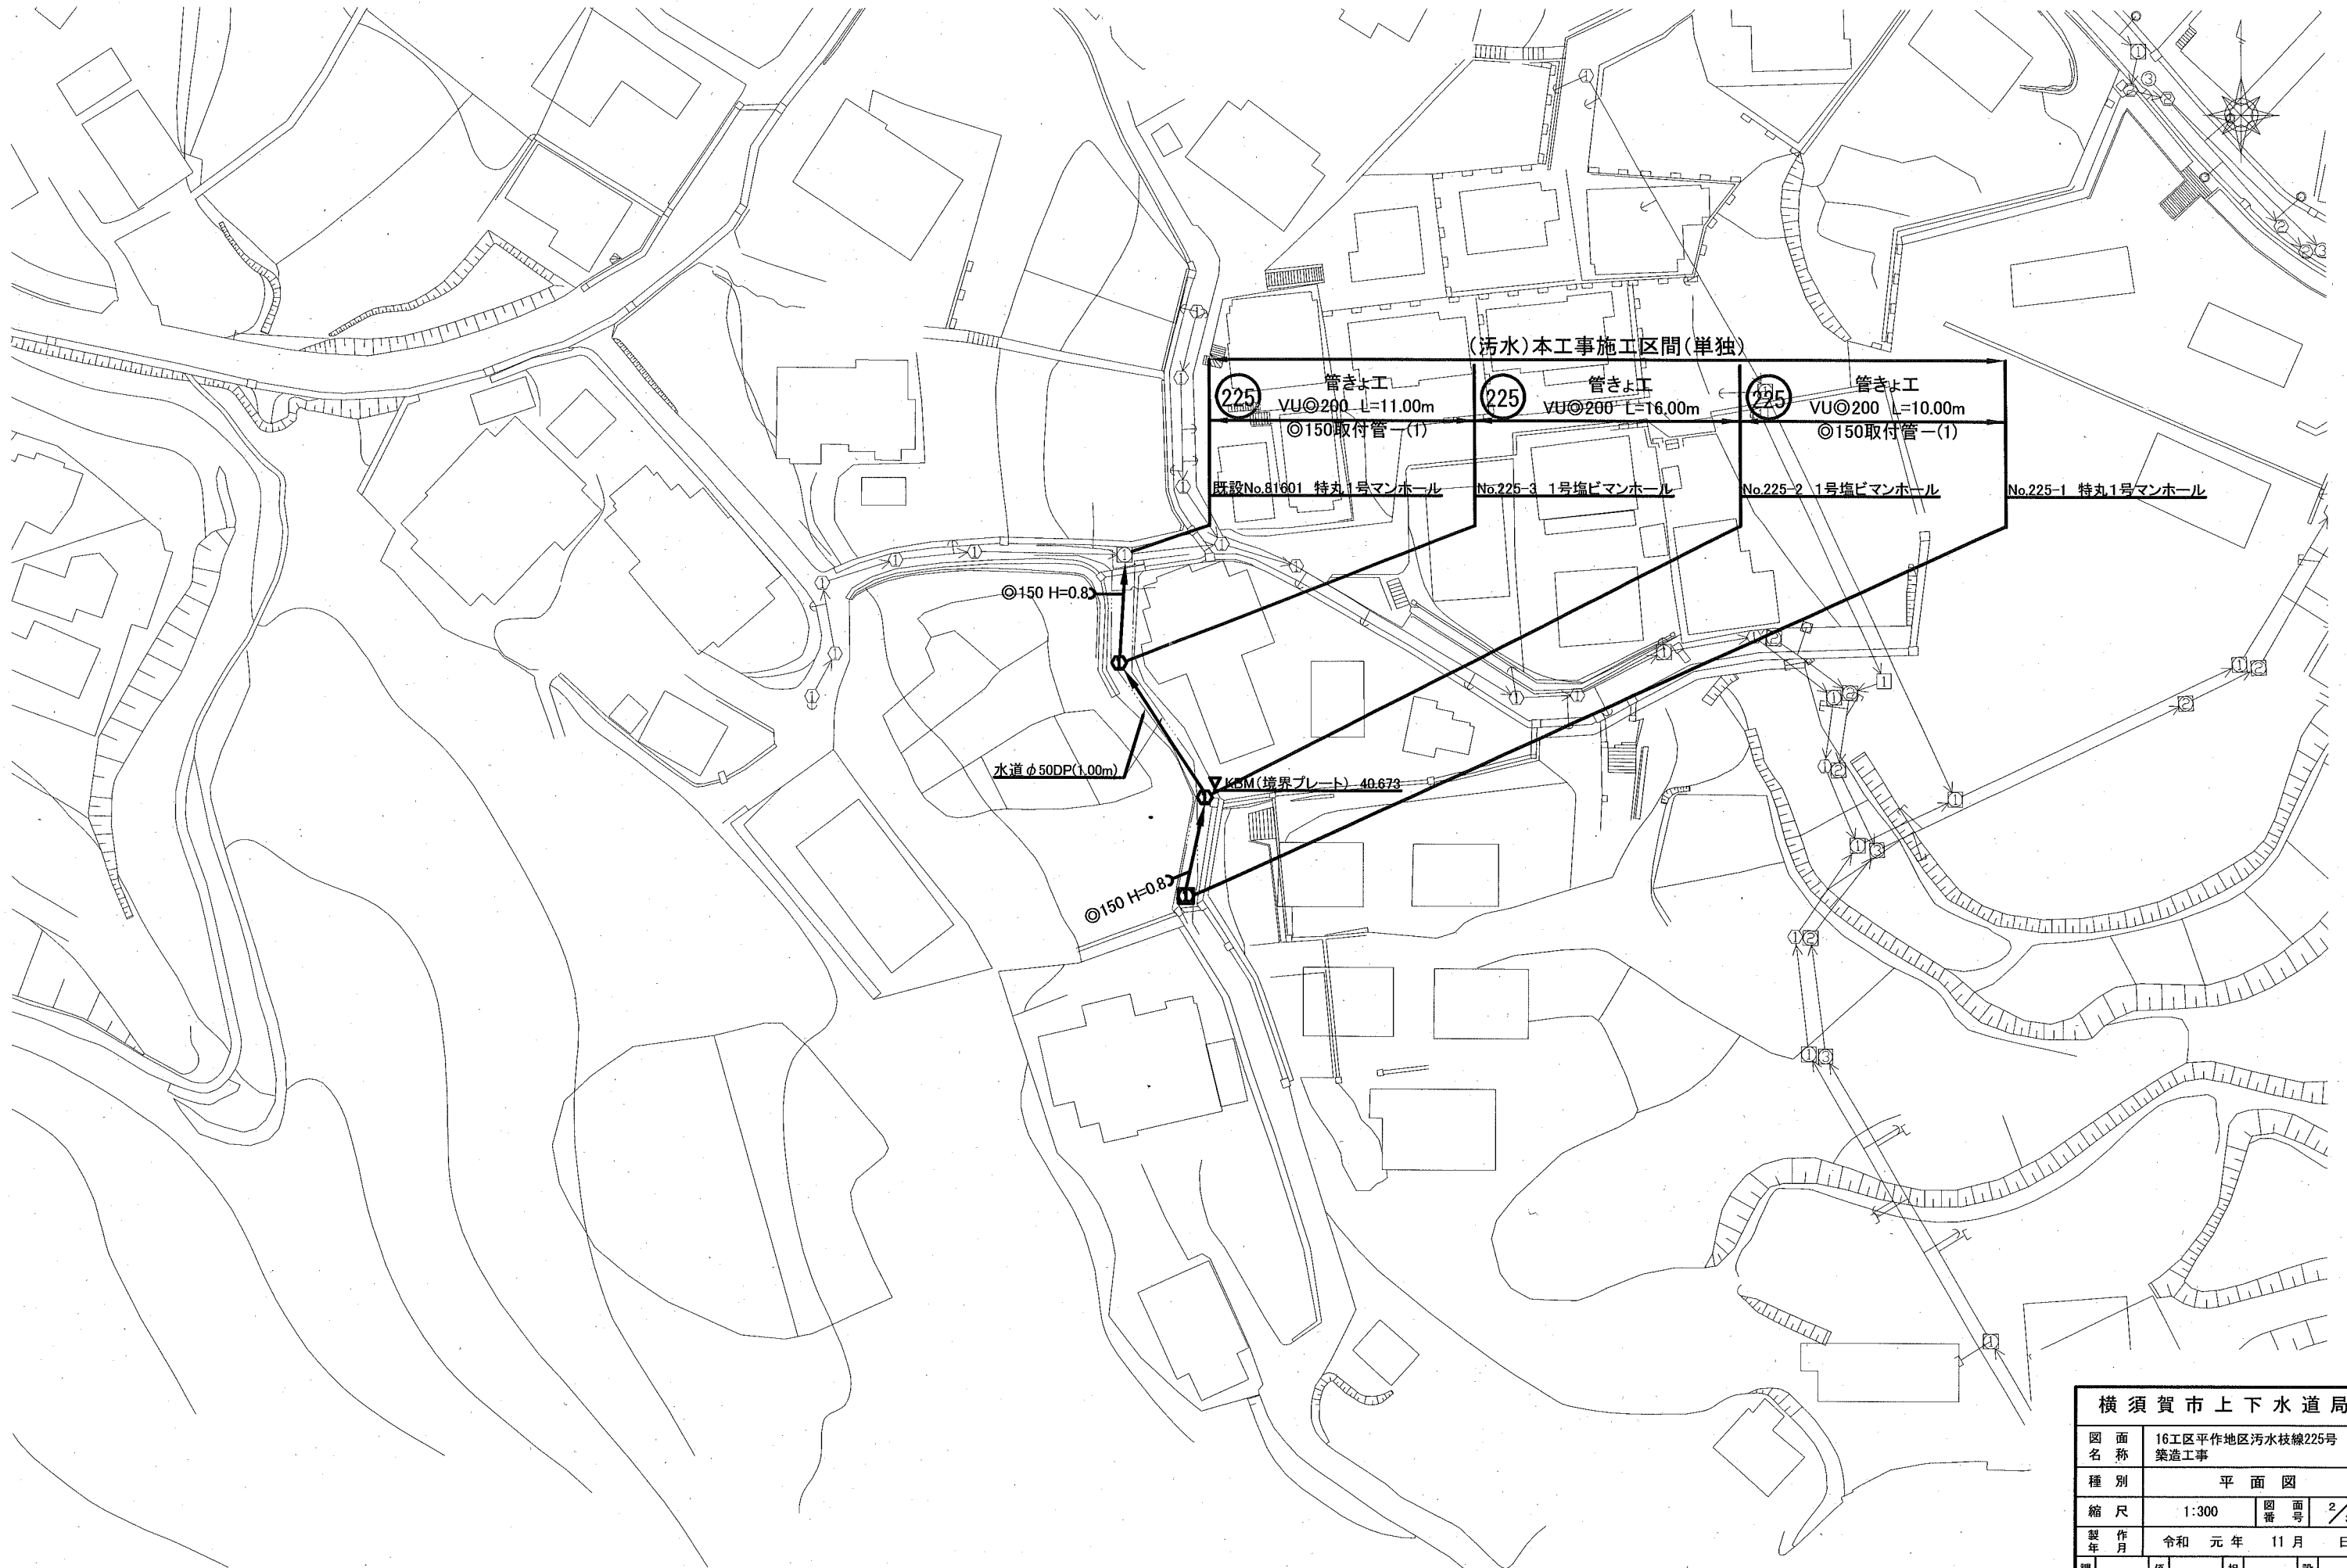 (汚水)本工事施工区間(単独)
225
管きょ工
VU◎200 L=11.00m
◎150取付管ー(1)
225
管きょ工
VU◎200 L=16.00m
225
管きょ工
VU◎200 L=10.00m
◎150取付管ー(1)
既設No.81601 特丸1号マンホール
No.225-3 1号塩ビマンホール
No.225-2 1号塩ビマンホール
No.225-1 特丸1号マンホール
◎150 H=0.8
水道φ50DP(1.00m)
KBM(境界プレート) 40.673
◎150 H=0.8
横須賀市上下水道局
図面名称
16工区平作地区汚水枝線225号
築造工事
種別
平面図
縮尺
1:300
図面番号
2/
製作年月
令和 元年 11月 日